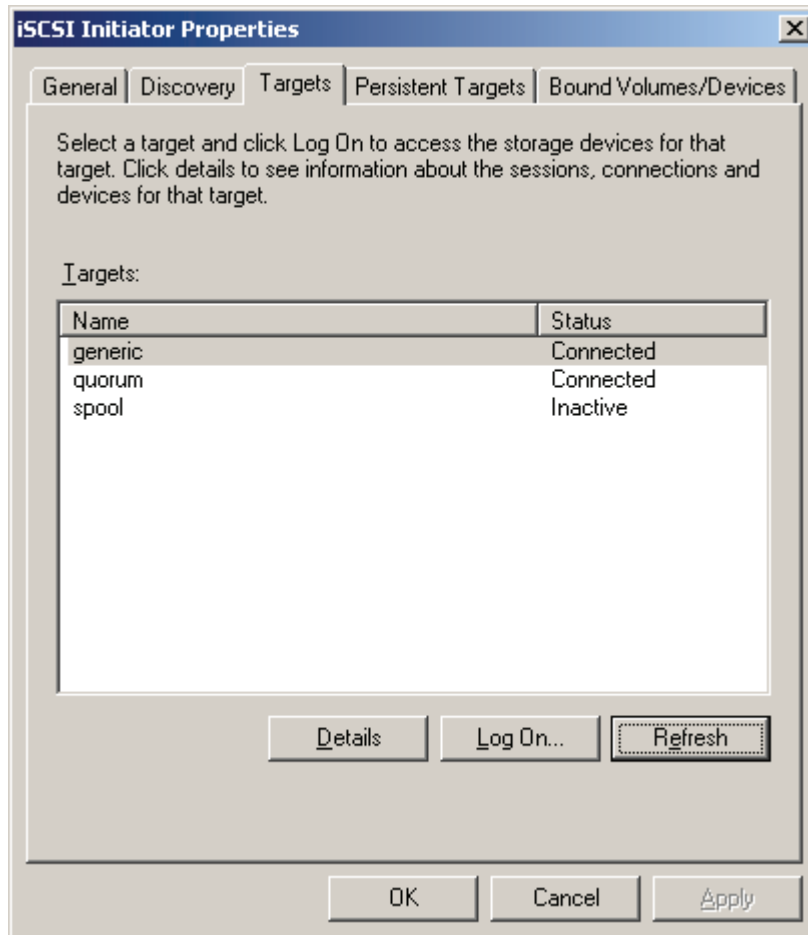 iSCSI Initiator Properties
General Discovery Targets Persistent Targets Bound Volumes/Devices
Select a target and click Log On to access the storage devices for that
target. Click details to see information about the sessions, connections and
devices for that target.
Targets:
Name Status
generic Connected
quorum Connected
spool Inactive
Details Log On... Refresh
OK Cancel Apply